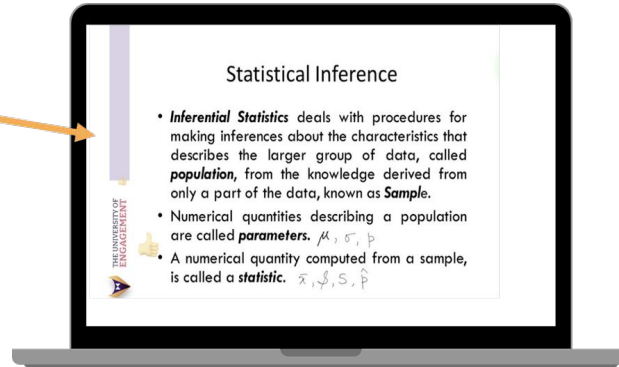 Statistical Inference
• Inferential Statistics deals with procedures for
making inferences about the characteristics that
describes the larger group of data, called
population, from the knowledge derived from
only a part of the data, known as Sample.
• Numerical quantities describing a population
are called parameters. μ, σ, p
• A numerical quantity computed from a sample,
is called a statistic. x̄, S, p̂
THE UNIVERSITY OF
ENGAGEMENT